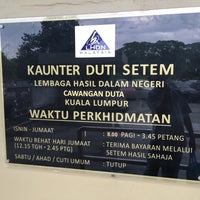 LHDN
MALAYSIA
KAUNTER DUTI SETEM
LEMBAGA HASIL DALAM NEGERI
CAWANGAN DUTA
KUALA LUMPUR
WAKTU PERKHIDMATAN
ISNIN - JUMAAT : 8.00 PAGI - 3.45 PETANG
WAKTU REHAT HARI JUMAAT : TERIMA BAYARAN MELALUI
(12.15 TGH - 2.45 PTG) SETEM HASIL SAHAJA
SABTU / AHAD / CUTI UMUM : TUTUP